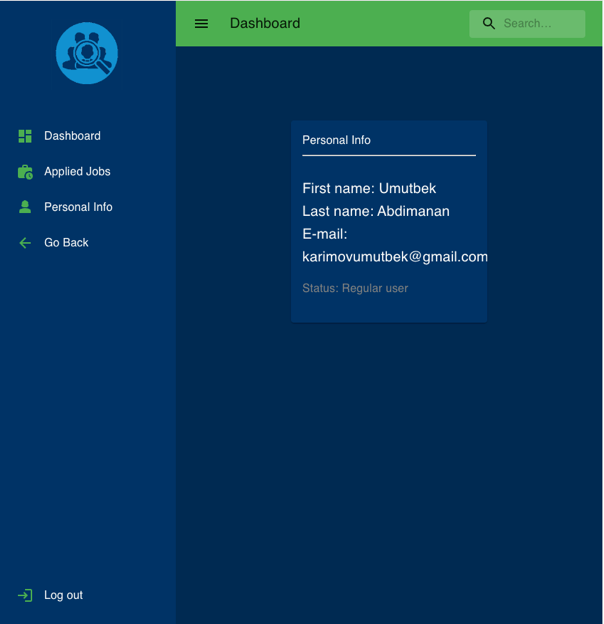 Dashboard
Search…
Dashboard
Applied Jobs
Personal Info
Go Back
Personal Info
First name: Umutbek
Last name: Abdimanan
E-mail:
karimovumutbek@gmail.com
Status: Regular user
Log out